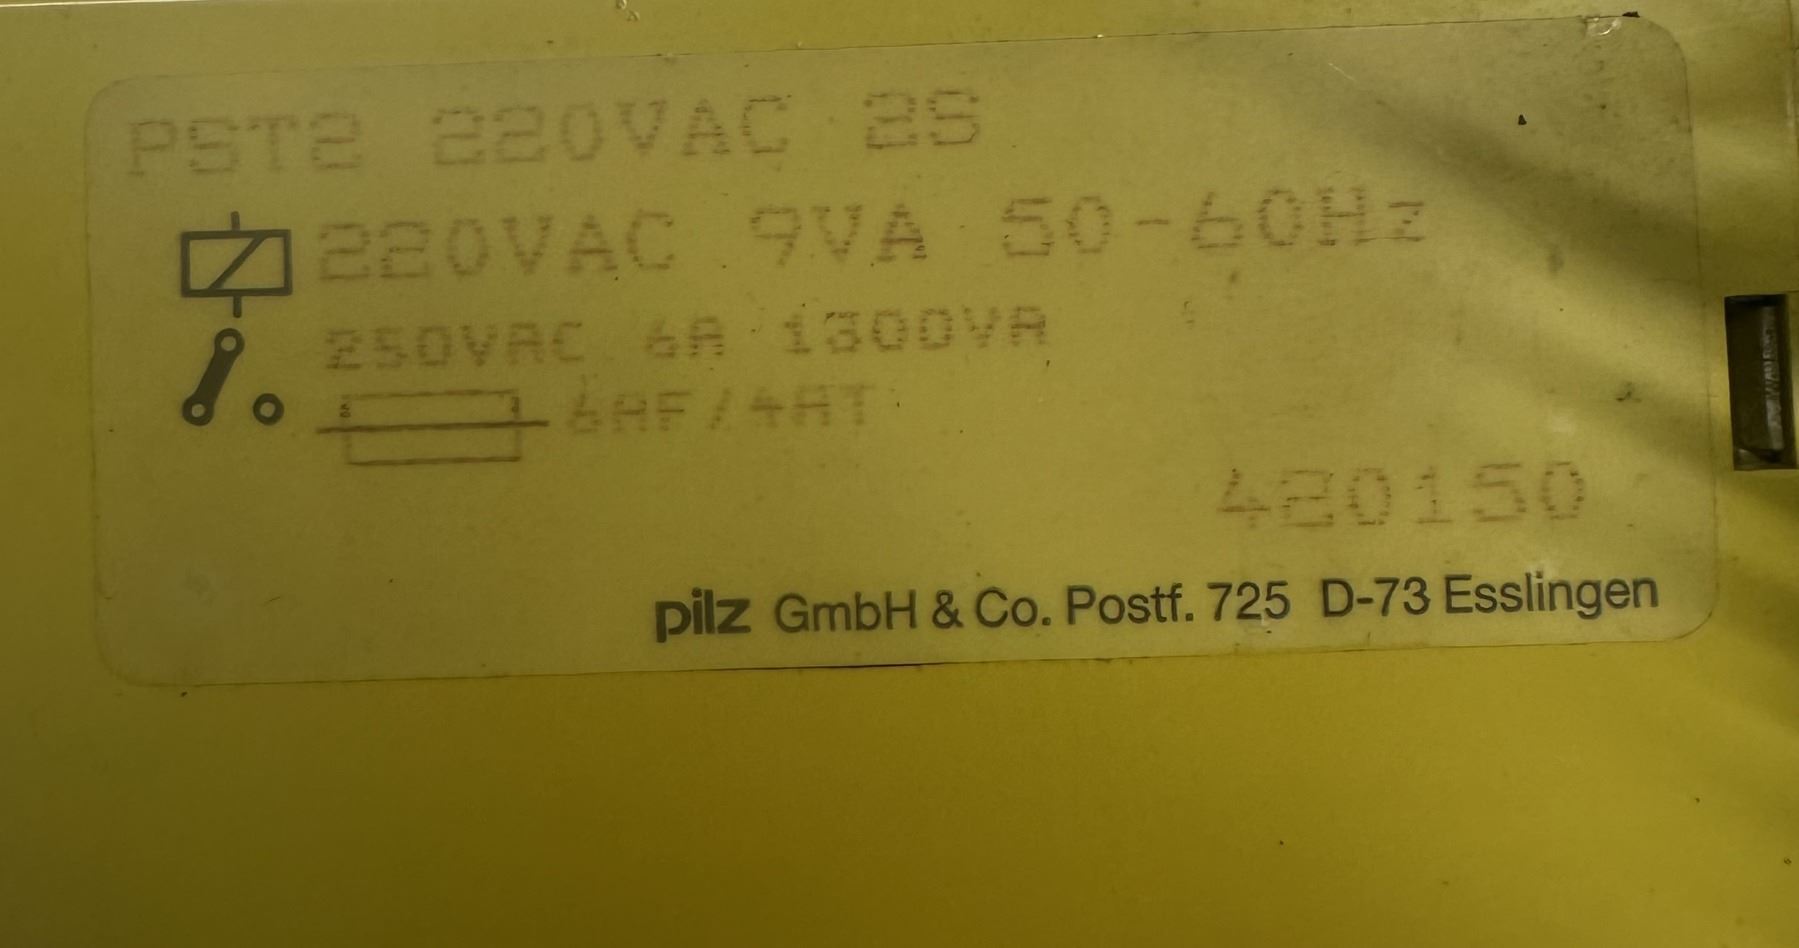 PST2 220VAC 2S
220VAC 9VA 50-60Hz
250VAC 6A 1300VA
6AF/4AT
420150
pilz GmbH & Co. Postf. 725 D-73 Esslingen